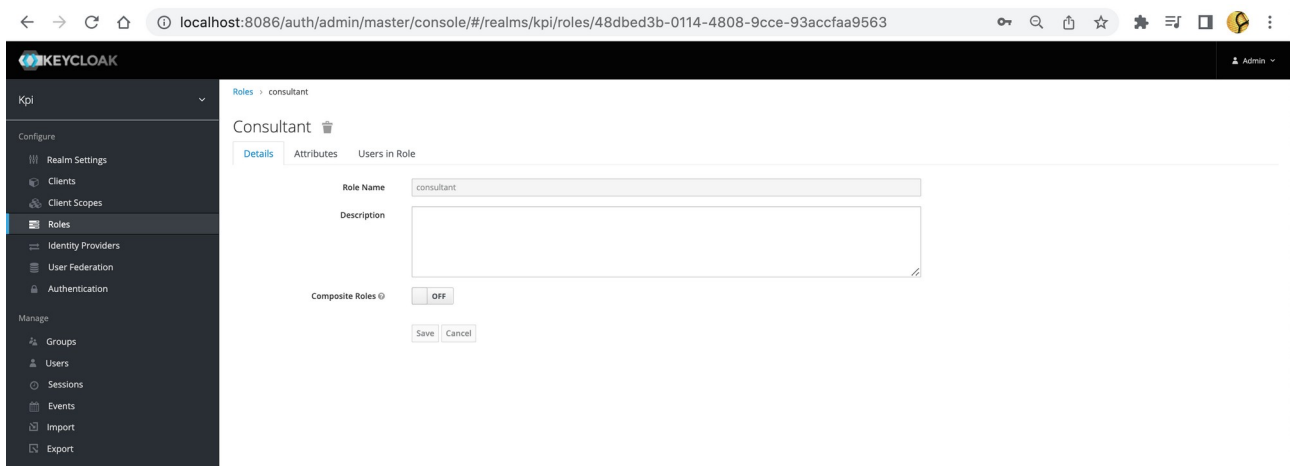 localhost:8086/auth/admin/master/console/#/realms/kpi/roles/48dbed3b-0114-4808-9cce-93accfaa9563
KEYCLOAK
Admin
Kpi
Roles > consultant
Consultant
Configure
Details Attributes Users in Role
Realm Settings
Clients
Role Name consultant
Client Scopes
Description
Roles
Identity Providers
User Federation
Authentication
Composite Roles OFF
Manage
Save Cancel
Groups
Users
Sessions
Events
Import
Export